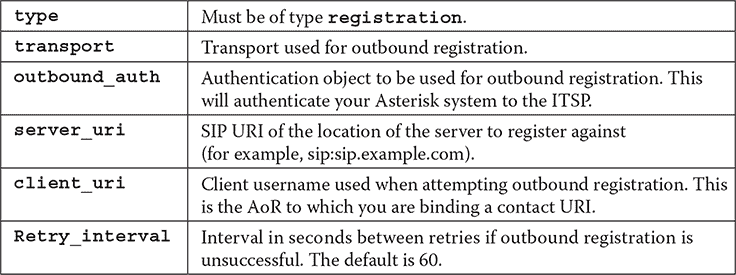 type Must be of type registration.
transport Transport used for outbound registration.
outbound_auth Authentication object to be used for outbound registration. This
will authenticate your Asterisk system to the ITSP.
server_uri SIP URI of the location of the server to register against
(for example, sip:sip.example.com).
client_uri Client username used when attempting outbound registration. This
is the AoR to which you are binding a contact URI.
Retry_interval Interval in seconds between retries if outbound registration is
unsuccessful. The default is 60.